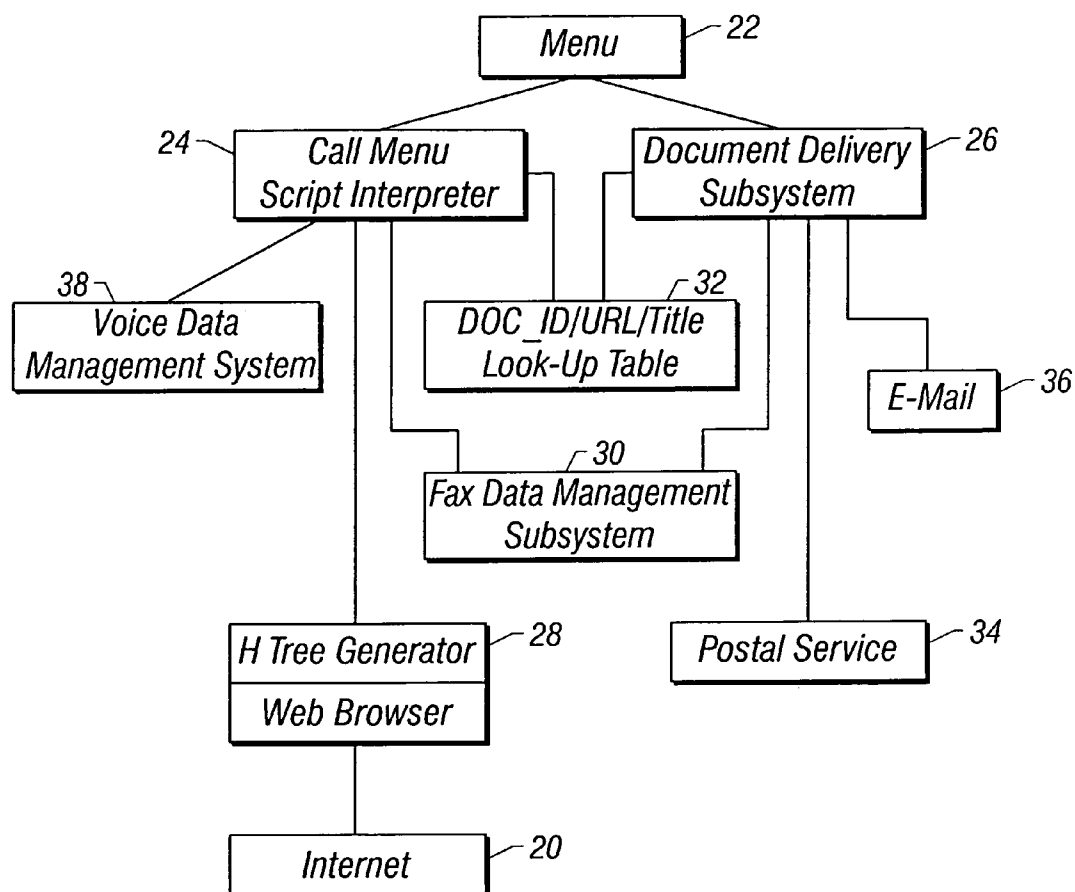 Menu
22
24
Call Menu
Script Interpreter
Document Delivery
Subsystem
26
38
Voice Data
Management System
32
DOC_ID/URL/Title
Look-Up Table
E-Mail
36
30
Fax Data Management
Subsystem
H Tree Generator
28
Web Browser
Postal Service
34
Internet
20